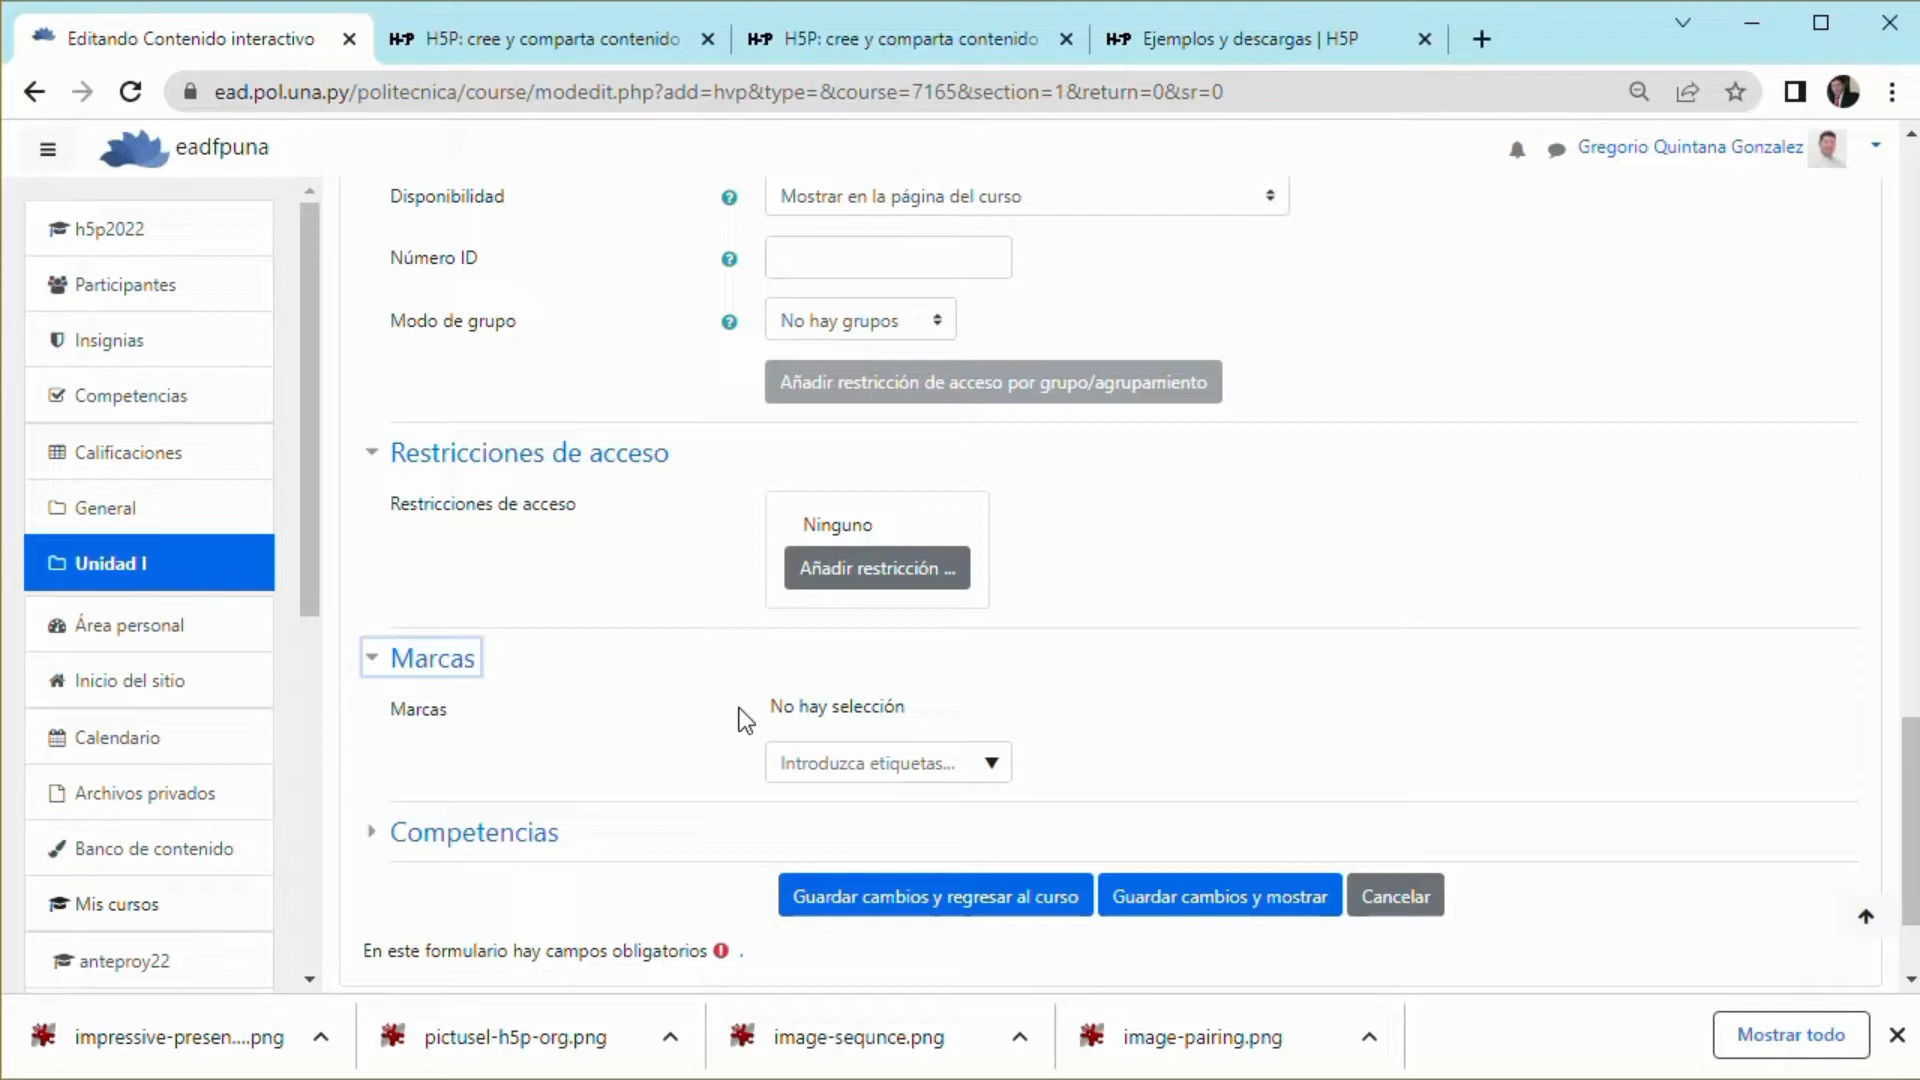 Editando Contenido interactivo
H-P H5P: cree y comparta contenido
H-P H5P: cree y comparta contenido
H-P Ejemplos y descargas | H5P
ead.pol.una.py/politecnica/course/modedit.php?add=hvp&type=&course=7165&section=1&return=0&sr=0
eadfpuna
Gregorio Quintana Gonzalez
h5p2022
Participantes
Insignias
Competencias
Calificaciones
General
Unidad I
Área personal
Inicio del sitio
Calendario
Archivos privados
Banco de contenido
Mis cursos
anteproy22
Disponibilidad
Mostrar en la página del curso
Número ID
Modo de grupo
No hay grupos
Añadir restricción de acceso por grupo/agrupamiento
Restricciones de acceso
Restricciones de acceso
Ninguno
Añadir restricción ...
Marcas
Marcas
No hay selección
Introduzca etiquetas...
Competencias
Guardar cambios y regresar al curso
Guardar cambios y mostrar
Cancelar
En este formulario hay campos obligatorios .
impressive-presen....png
pictusel-h5p-org.png
image-sequnce.png
image-pairing.png
Mostrar todo